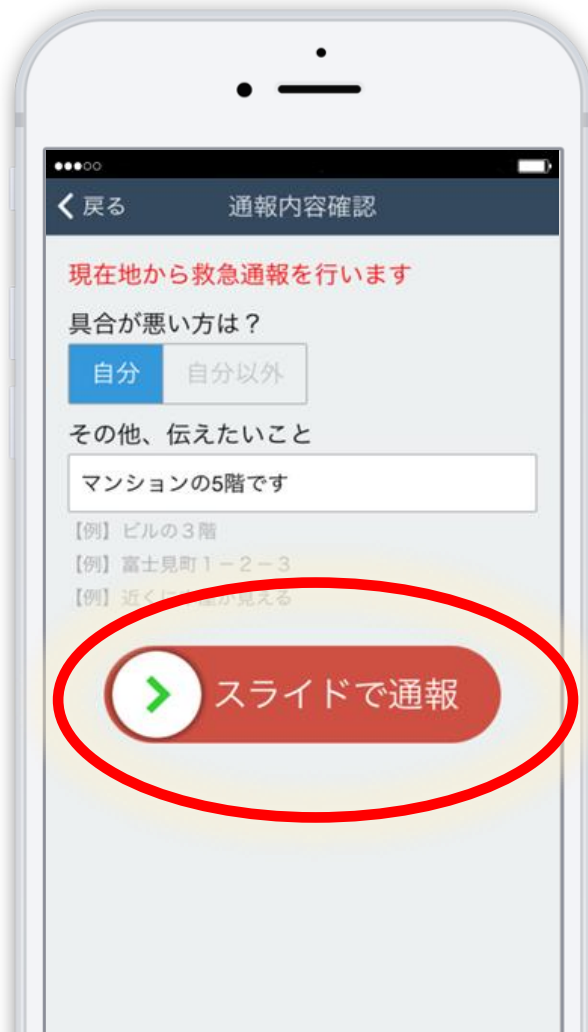 戻る
通報内容確認
現在地から救急通報を行います
具合が悪い方は？
自分
自分以外
その他、伝えたいこと
マンションの5階です
【例】ビルの３階
【例】富士見町１－２－３
【例】近くに
が見える
スライドで通報